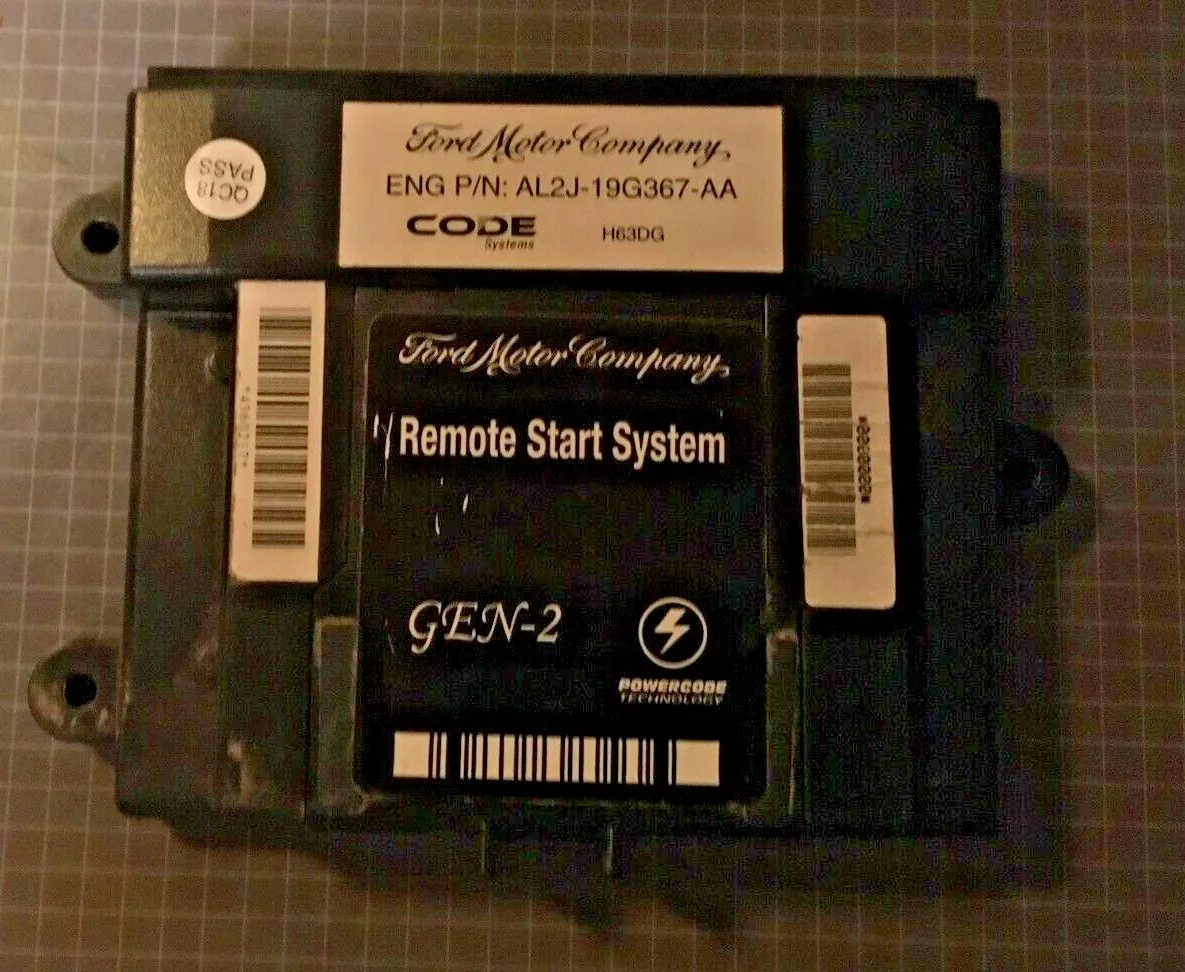 QC18
PASS
Ford Motor Company
ENG P/N: AL2J-19G367-AA
CODE
Systems
H63DG
Ford Motor Company
Remote Start System
GEN-2
POWERCODE
TECHNOLOGY